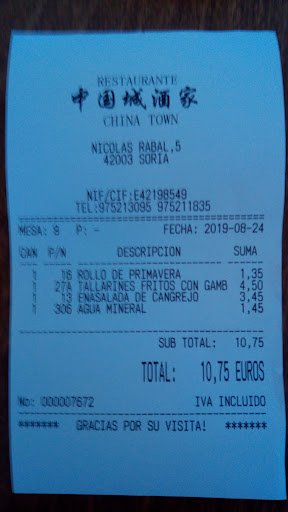 RESTAURANTE
中国城酒家
CHINA TOWN
NICOLAS RABAL,5
42003 SORIA
NIF/CIF:E42198549
TEL:975213095 975211835
MESA: 9 P: - FECHA: 2019-08-24
CAN P/N DESCRIPCION SUMA
1 16 ROLLO DE PRIMAVERA 1,35
1 27A TALLARINES FRITOS CON GAMB 4,50
1 13 ENASALADA DE CANGREJO 3,45
1 306 AGUA MINERAL 1,45
SUB TOTAL: 10,75
TOTAL: 10,75 EUROS
No: 000007672 IVA INCLUIDO
******* GRACIAS POR SU VISITA! *******